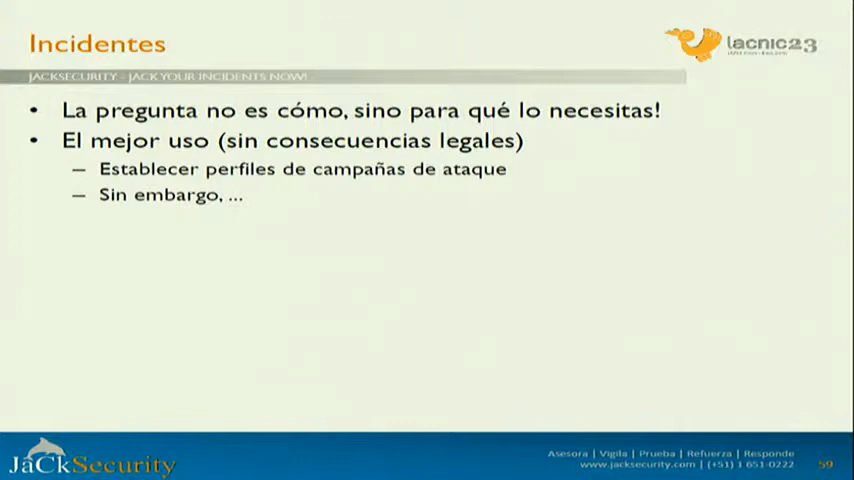 Incidentes
lacnic23
JACKSECURITY - JACK YOUR INCIDENTS NOW!
• La pregunta no es cómo, sino para qué lo necesitas!
• El mejor uso (sin consecuencias legales)
– Establecer perfiles de campañas de ataque
– Sin embargo, ...
JaCkSecurity
Asesora | Vigila | Prueba | Refuerza | Responde
www.jacksecurity.com | (+51) 1 651-0222
59